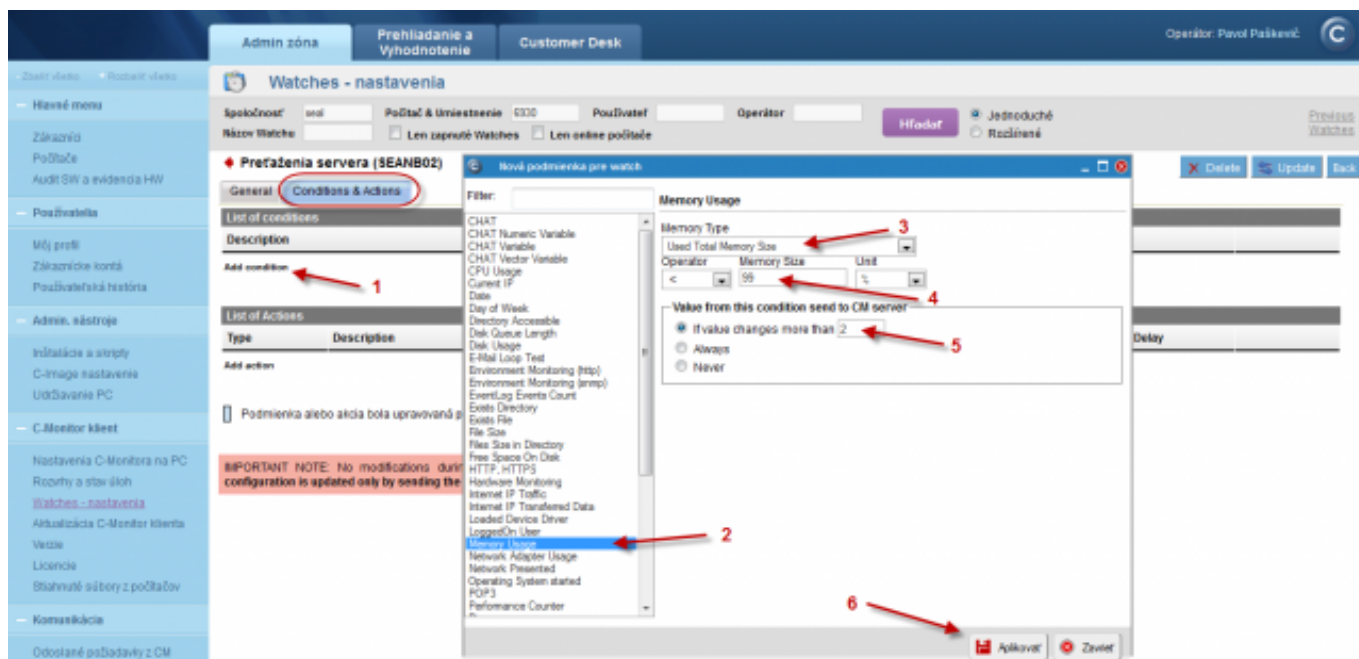 Admin zóna
Prehliadanie a
Vyhodnotenie
Customer Desk
Operátor: Pavol Paškevič
Zbaliť všetko
Rozbaliť všetko
Watches - nastavenia
Spoločnosť seal Počítač & Umiestnenie Používateľ Operátor
Názov Watchu Len zapnuté Watches Len online počítače
Hľadať
Jednoduché
Rozšírené
Previous
Watches
Hlavné menu
Zákazníci
Počítače
Audit SW a evidencia HW
Používatelia
Môj profil
Zákaznícke kontá
Používateľská história
Admin. nástroje
Inštalácie a skripty
C-Image nastavenie
Udržiavanie PC
C-Monitor klient
Nastavenia C-Monitora na PC
Rozvrhy a stav úloh
Watches - nastavenia
Aktualizácia C-Monitor klienta
Verzie
Licencie
Stiahnuté súbory z počítačov
Komunikácia
Odoslané požiadavky z CM
Preťaženia servera (SEANB02)
Delete
Update
Back
General
Conditions & Actions
List of conditions
Description
Add condition
1
List of Actions
Type Description
Delay
Add action
Podmienka alebo akcia bola upravovaná p
IMPORTANT NOTE: No modifications durin
configuration is updated only by sending the
Nová podmienka pre watch
Filter:
CHAT
CHAT Numeric Variable
CHAT Variable
CHAT Vector Variable
CPU Usage
Current IP
Date
Day of Week
Directory Accessible
Disk Queue Length
Disk Usage
E-Mail Loop Test
Environment Monitoring (http)
Environment Monitoring (snmp)
EventLog Events Count
Exists Directory
Exists File
File Size
Files Size in Directory
Free Space On Disk
HTTP, HTTPS
Hardware Monitoring
Internet IP Traffic
Internet IP Transferred Data
Loaded Device Driver
LoggedOn User
Memory Usage
2
Network Adapter Usage
Network Presented
Operating System started
POP3
Performance Counter
Memory Usage
Memory Type
3
Used Total Memory Size
Operator Memory Size Unit
< 99 %
4
Value from this condition send to CM server
If value changes more than 2
5
Always
Never
6
Aplikovať
Zavrieť